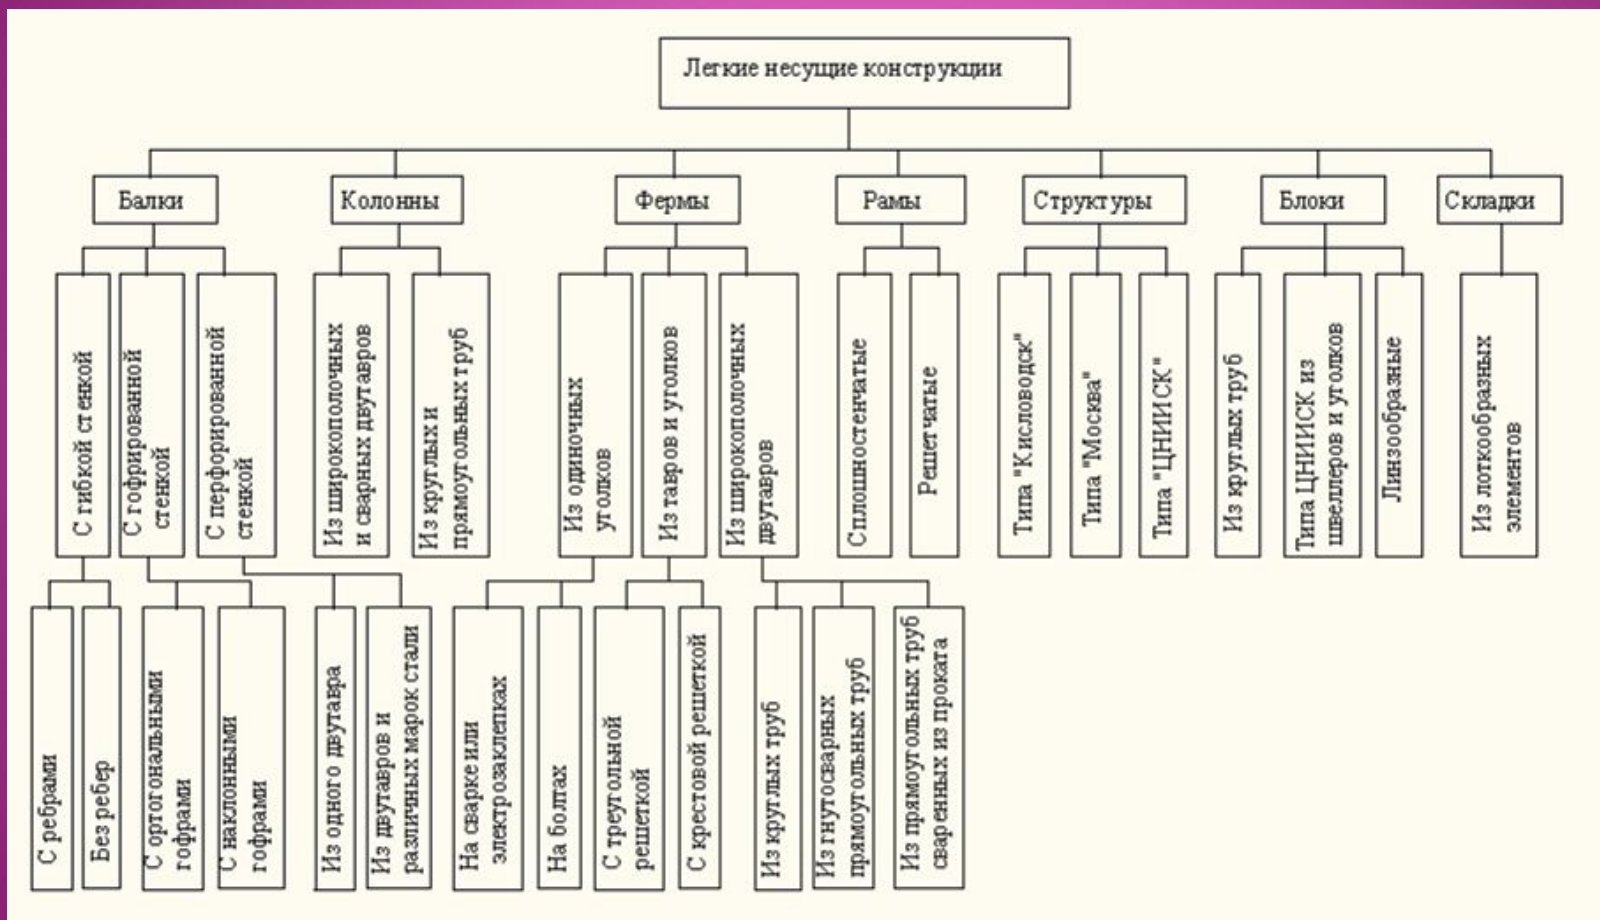 Легкие несущие конструкции
Балки
Колонны
Фермы
Рамы
Структуры
Блоки
Складки
С гибкой стенкой
С гофрированной
стенкой
С перфорированной
стенкой
Из широкополочных
и сварных двутавров
Из круглых и
прямоугольных труб
Из одиночных
уголков
Из тавров и уголков
Из широкополочных
двутавров
Сплошностенчатые
Решетчатые
Типа "Кисловодск"
Типа "Москва"
Типа "ЦНИИСК"
Из круглых труб
Типа ЦНИИСК из
швеллеров и уголков
Линзообразные
Из лоткообразных
элементов
С ребрами
Без ребер
С ортогональными
гофрами
С наклонными
гофрами
Из одного двутавра
Из двутавров и
различных марок стали
На сварке или
электрозаклепках
На болтах
С треугольной
решеткой
С крестовой решеткой
Из круглых труб
Из гнутосварных
прямоугольных труб
Из прямоугольных труб
сваренных из проката